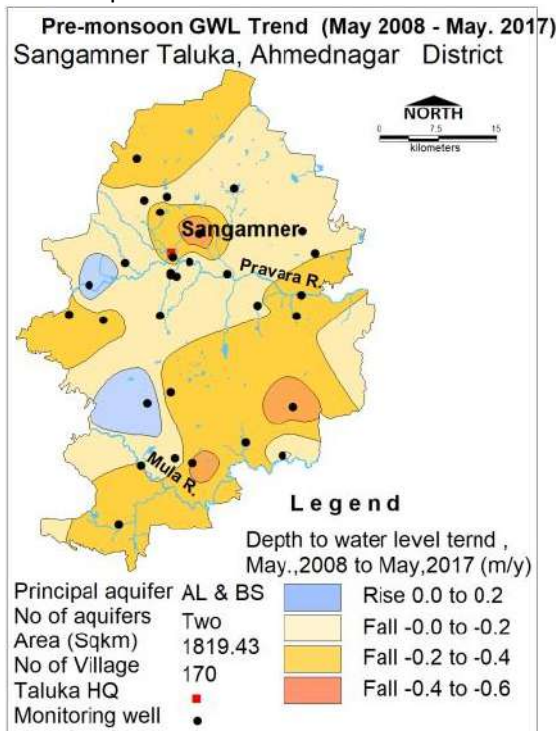 Pre-monsoon GWL Trend (May 2008 - May. 2017)
Sangamner Taluka, Ahmednagar District
NORTH
0 7.5 15
kilometers
Sangamner
Pravara R.
Mula R.
Legend
Depth to water level ternd ,
May.,2008 to May,2017 (m/y)
Rise 0.0 to 0.2
Fall -0.0 to -0.2
Fall -0.2 to -0.4
Fall -0.4 to -0.6
Principal aquifer AL & BS
No of aquifers Two
Area (Sqkm) 1819.43
No of Village 170
Taluka HQ
Monitoring well